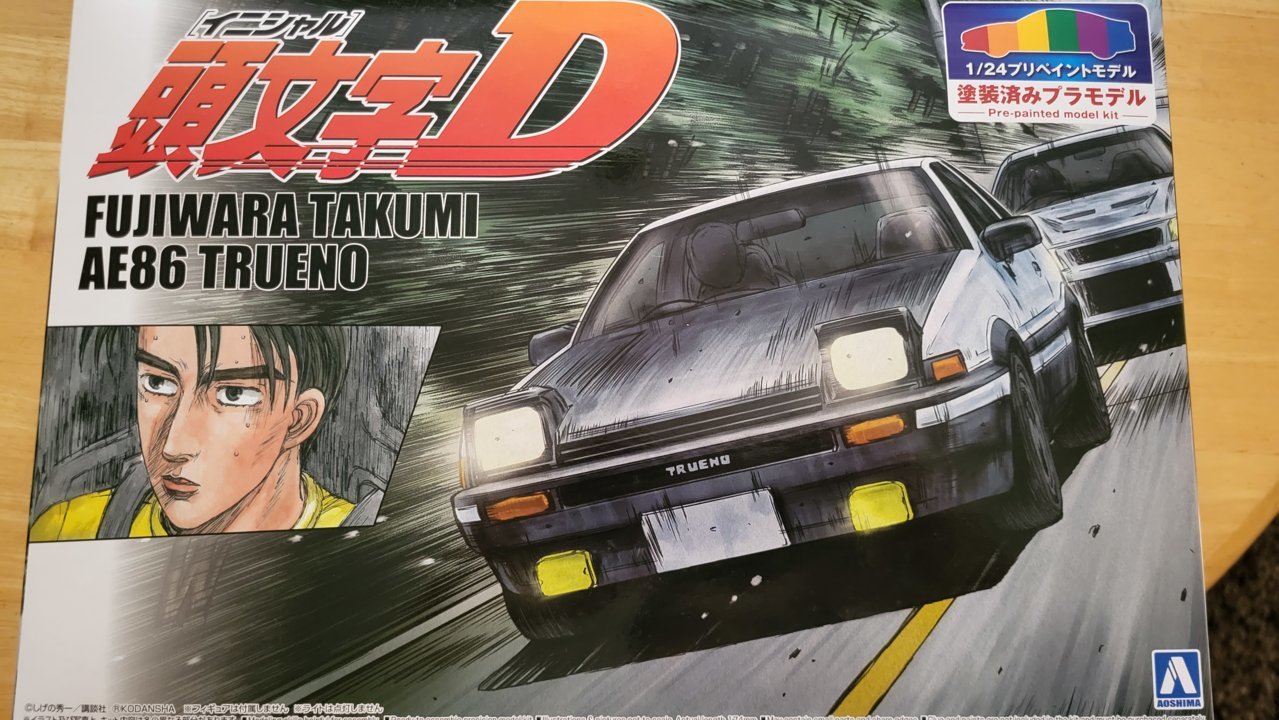 [イニシャル]
頭文字D
FUJIWARA TAKUMI
AE86 TRUENO
1/24プリペイントモデル
塗装済みプラモデル
Pre-painted model kit
TRUENO
AOSHIMA
©しげの秀一／講談社 ®KODANSHA ※フィギュアは付属しません ※ライトは点灯しません